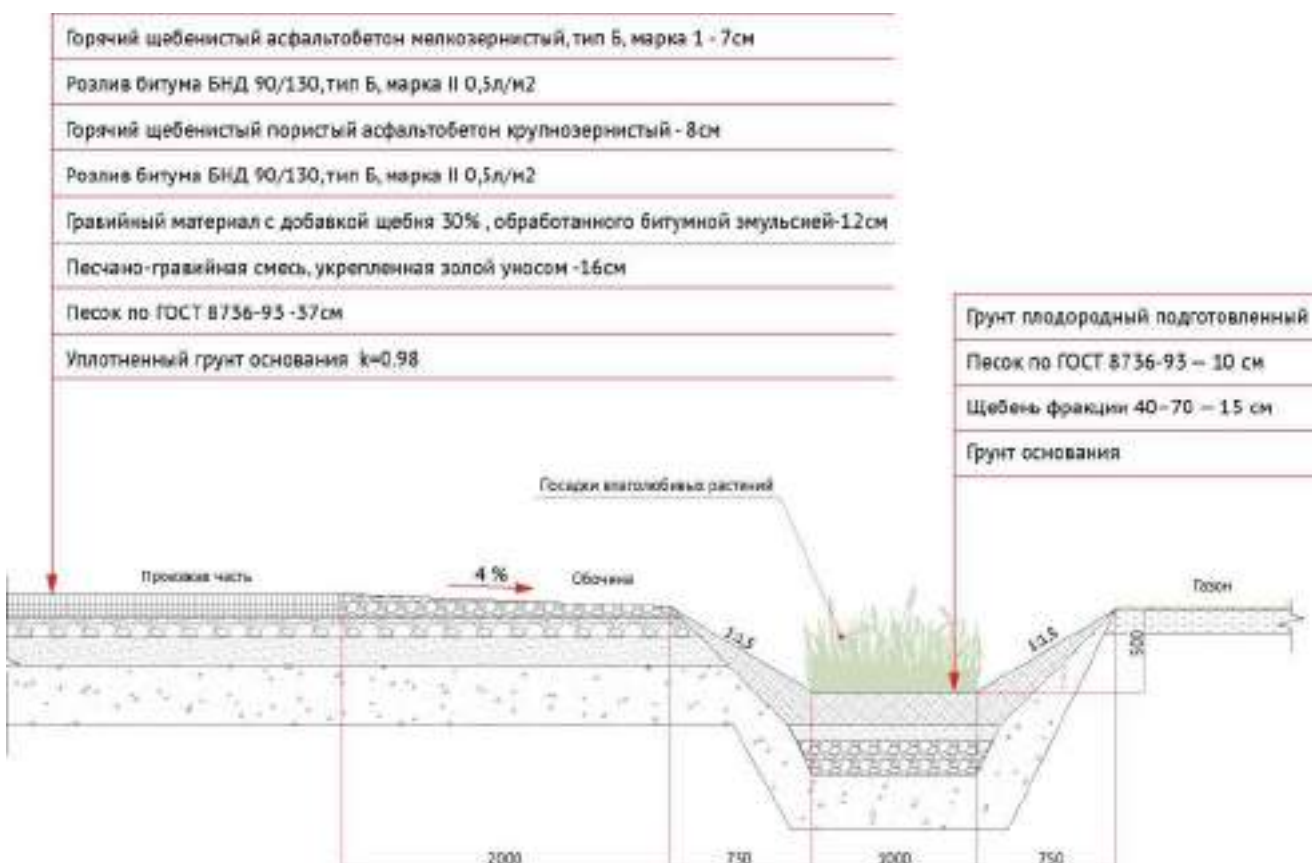 Горячий щебенистый асфальтобетон мелкозернистый, тип Б, марка 1 - 7см
Розлив битума БНД 90/130, тип Б, марка II 0,5л/м2
Горячий щебенистый пористый асфальтобетон крупнозернистый - 8см
Розлив битума БНД 90/130, тип Б, марка II 0,5л/м2
Гравийный материал с добавкой щебня 30% , обработанного битумной эмульсией-12см
Песчано-гравийная смесь, укрепленная золой уносом -16см
Песок по ГОСТ 8736-93 -37см
Уплотненный грунт основания k=0.98
Грунт плодородный подготовленный
Песок по ГОСТ 8736-93 — 10 см
Щебень фракции 40-70 — 15 см
Грунт основания
Посадки влаголюбивых растений
Проезжая часть
4 %
Обочина
Газон
1:1,5
1:1,5
500
2000
750
1000
750